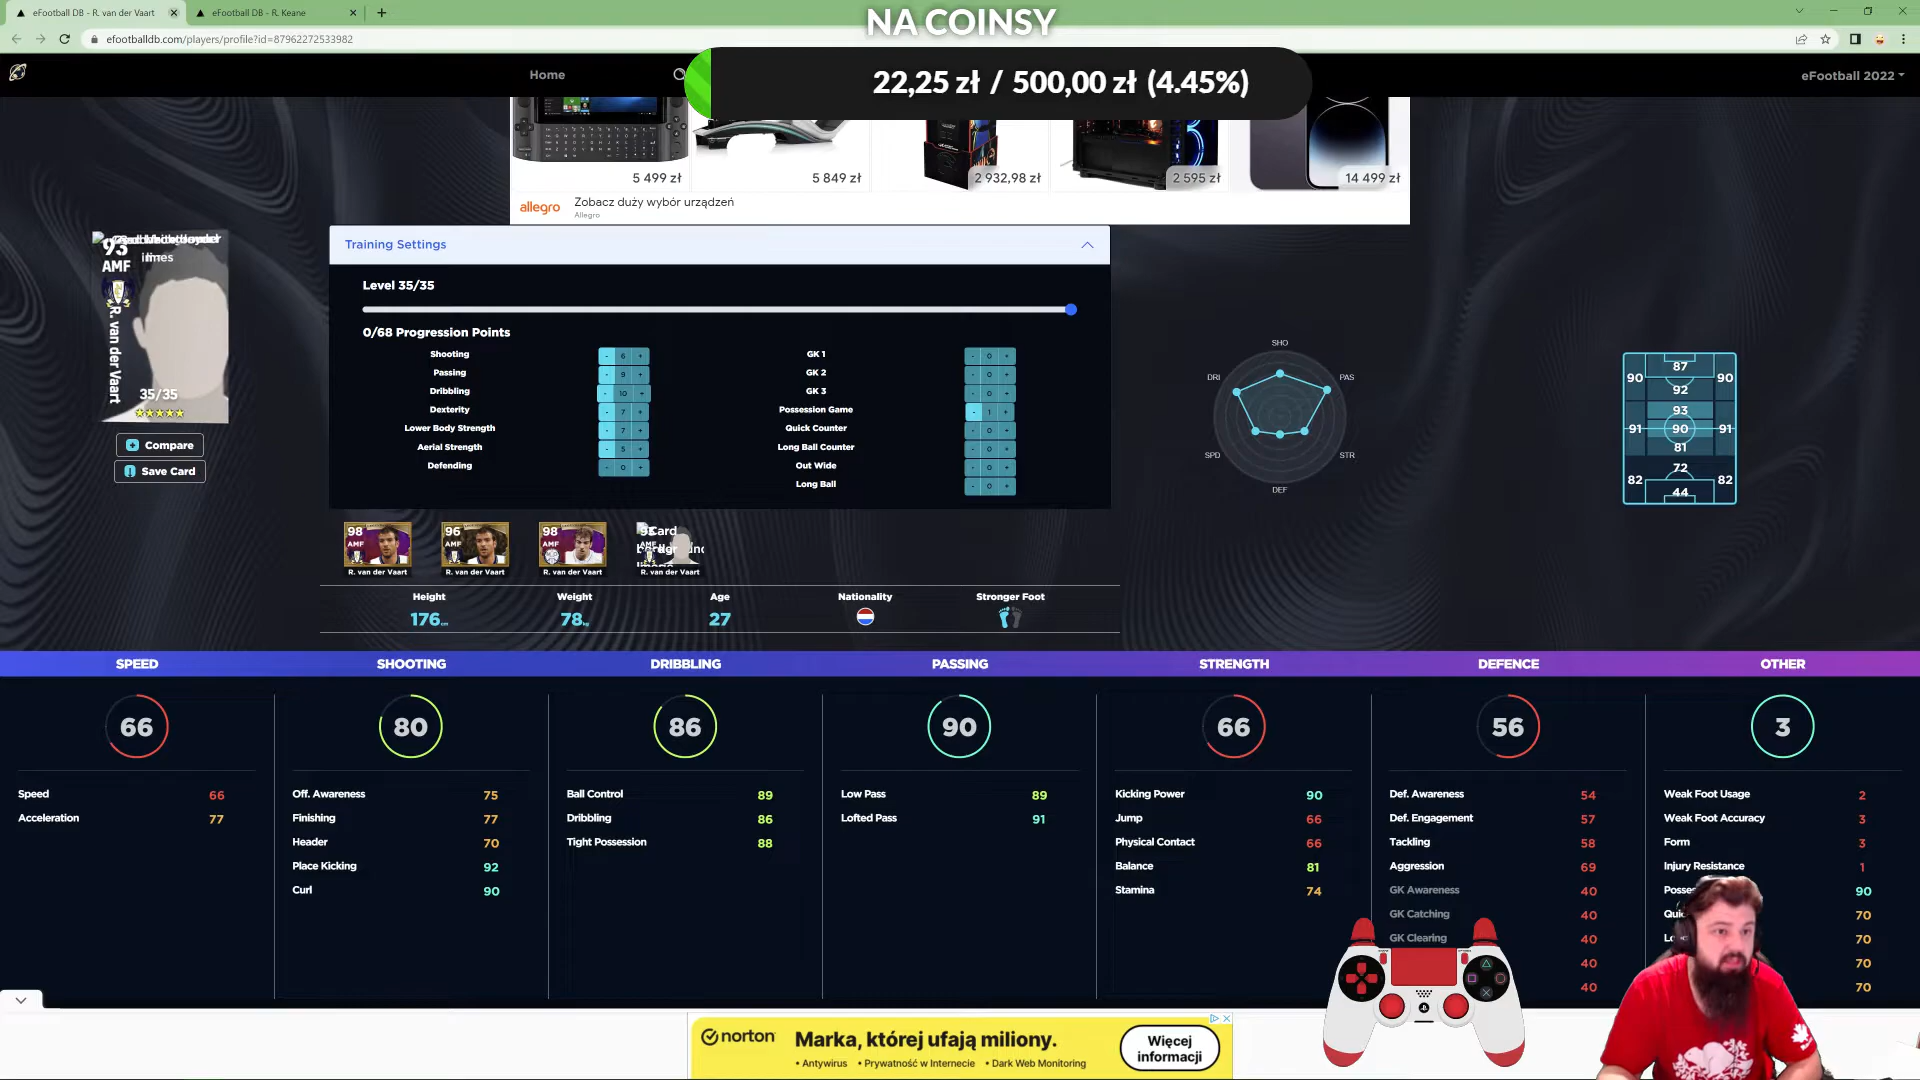 eFootball DB - R. van der Vaart
eFootball DB - R. Keane
efootballdb.com/players/profile?id=87962272533982
NA COINSY
22,25 zł / 500,00 zł (4.45%)
Home
eFootball 2022
5 499 zł
5 849 zł
2 932,98 zł
2 595 zł
14 499 zł
allegro
Zobacz duży wybór urządzeń
Allegro
93
AMF
R. van der Vaart
35/35
Compare
Save Card
Training Settings
Level 35/35
0/68 Progression Points
Shooting - 6 +
Passing - 9 +
Dribbling - 10 +
Dexterity - 7 +
Lower Body Strength - 7 +
Aerial Strength - 5 +
Defending - 0 +
GK 1 - 0 +
GK 2 - 0 +
GK 3 - 0 +
Possession Game - 1 +
Quick Counter - 0 +
Long Ball Counter - 0 +
Out Wide - 0 +
Long Ball - 0 +
SHO
DRI
PAS
SPD
STR
DEF
87
90 90
92
93
91 90 91
81
72
82 82
44
98
AMF
R. van der Vaart
96
AMF
R. van der Vaart
98
AMF
R. van der Vaart
R. van der Vaart
Height
176cm
Weight
78kg
Age
27
Nationality
Stronger Foot
SPEED
66
Speed 66
Acceleration 77
SHOOTING
80
Off. Awareness 75
Finishing 77
Header 70
Place Kicking 92
Curl 90
DRIBBLING
86
Ball Control 89
Dribbling 86
Tight Possession 88
PASSING
90
Low Pass 89
Lofted Pass 91
STRENGTH
66
Kicking Power 90
Jump 66
Physical Contact 66
Balance 81
Stamina 74
DEFENCE
56
Def. Awareness 54
Def. Engagement 57
Tackling 58
Aggression 69
GK Awareness 40
GK Catching 40
GK Clearing 40
40
40
OTHER
3
Weak Foot Usage 2
Weak Foot Accuracy 3
Form 3
Injury Resistance 1
90
70
70
70
70
norton
Marka, której ufają miliony.
• Antywirus • Prywatność w Internecie • Dark Web Monitoring
Więcej
informacji